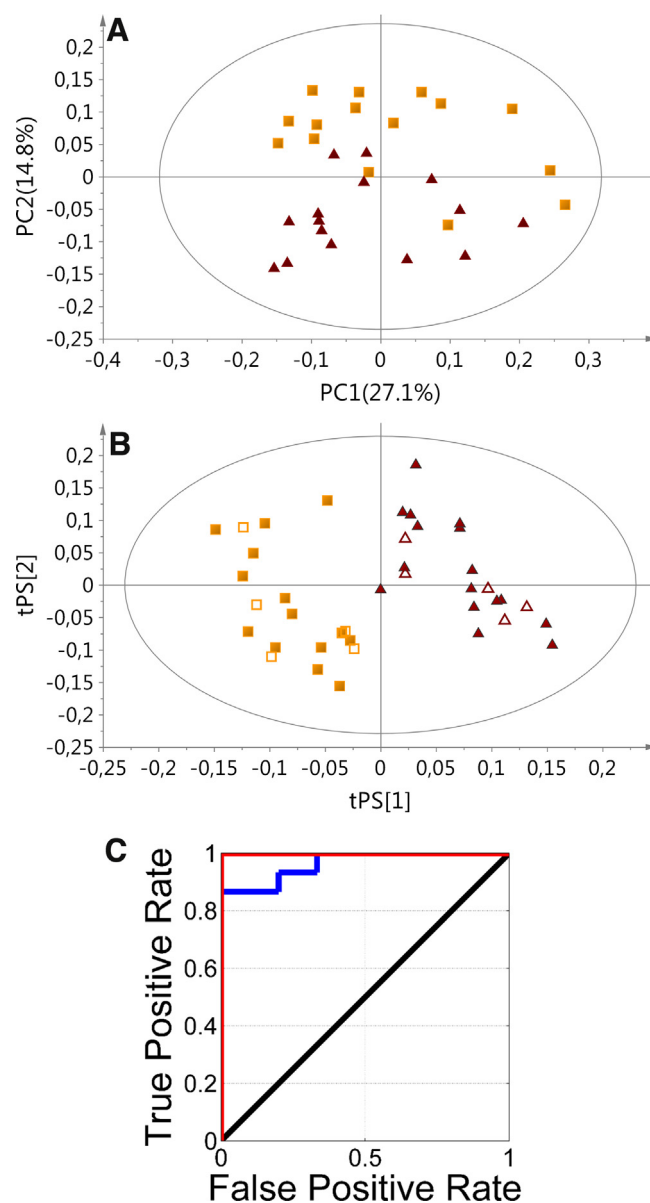 A
0,2
0,15
0,1
0,05
0
-0,05
-0,1
-0,15
-0,2
-0,25
PC2(14.8%)
-0,4 -0,3 -0,2 -0,1 0 0,1 0,2 0,3
PC1(27.1%)
B
0,2
0,15
0,1
0,05
0
-0,05
-0,1
-0,15
-0,2
-0,25
tPS[2]
-0,25 -0,2 -0,15 -0,1 -0,05 0 0,05 0,1 0,15 0,2
tPS[1]
C
1
0.8
0.6
0.4
0.2
0
True Positive Rate
0 0.5 1
False Positive Rate